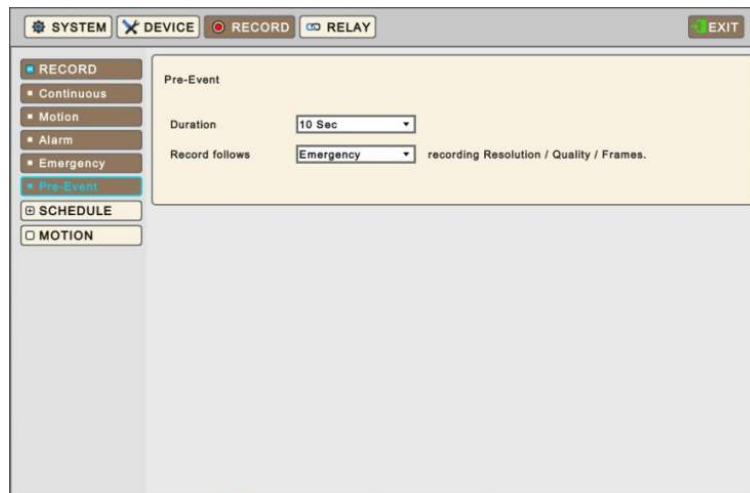 SYSTEM DEVICE RECORD RELAY EXIT
RECORD
Continuous
Motion
Alarm
Emergency
Pre-Event
SCHEDULE
MOTION
Pre-Event
Duration 10 Sec
Record follows Emergency recording Resolution / Quality / Frames.